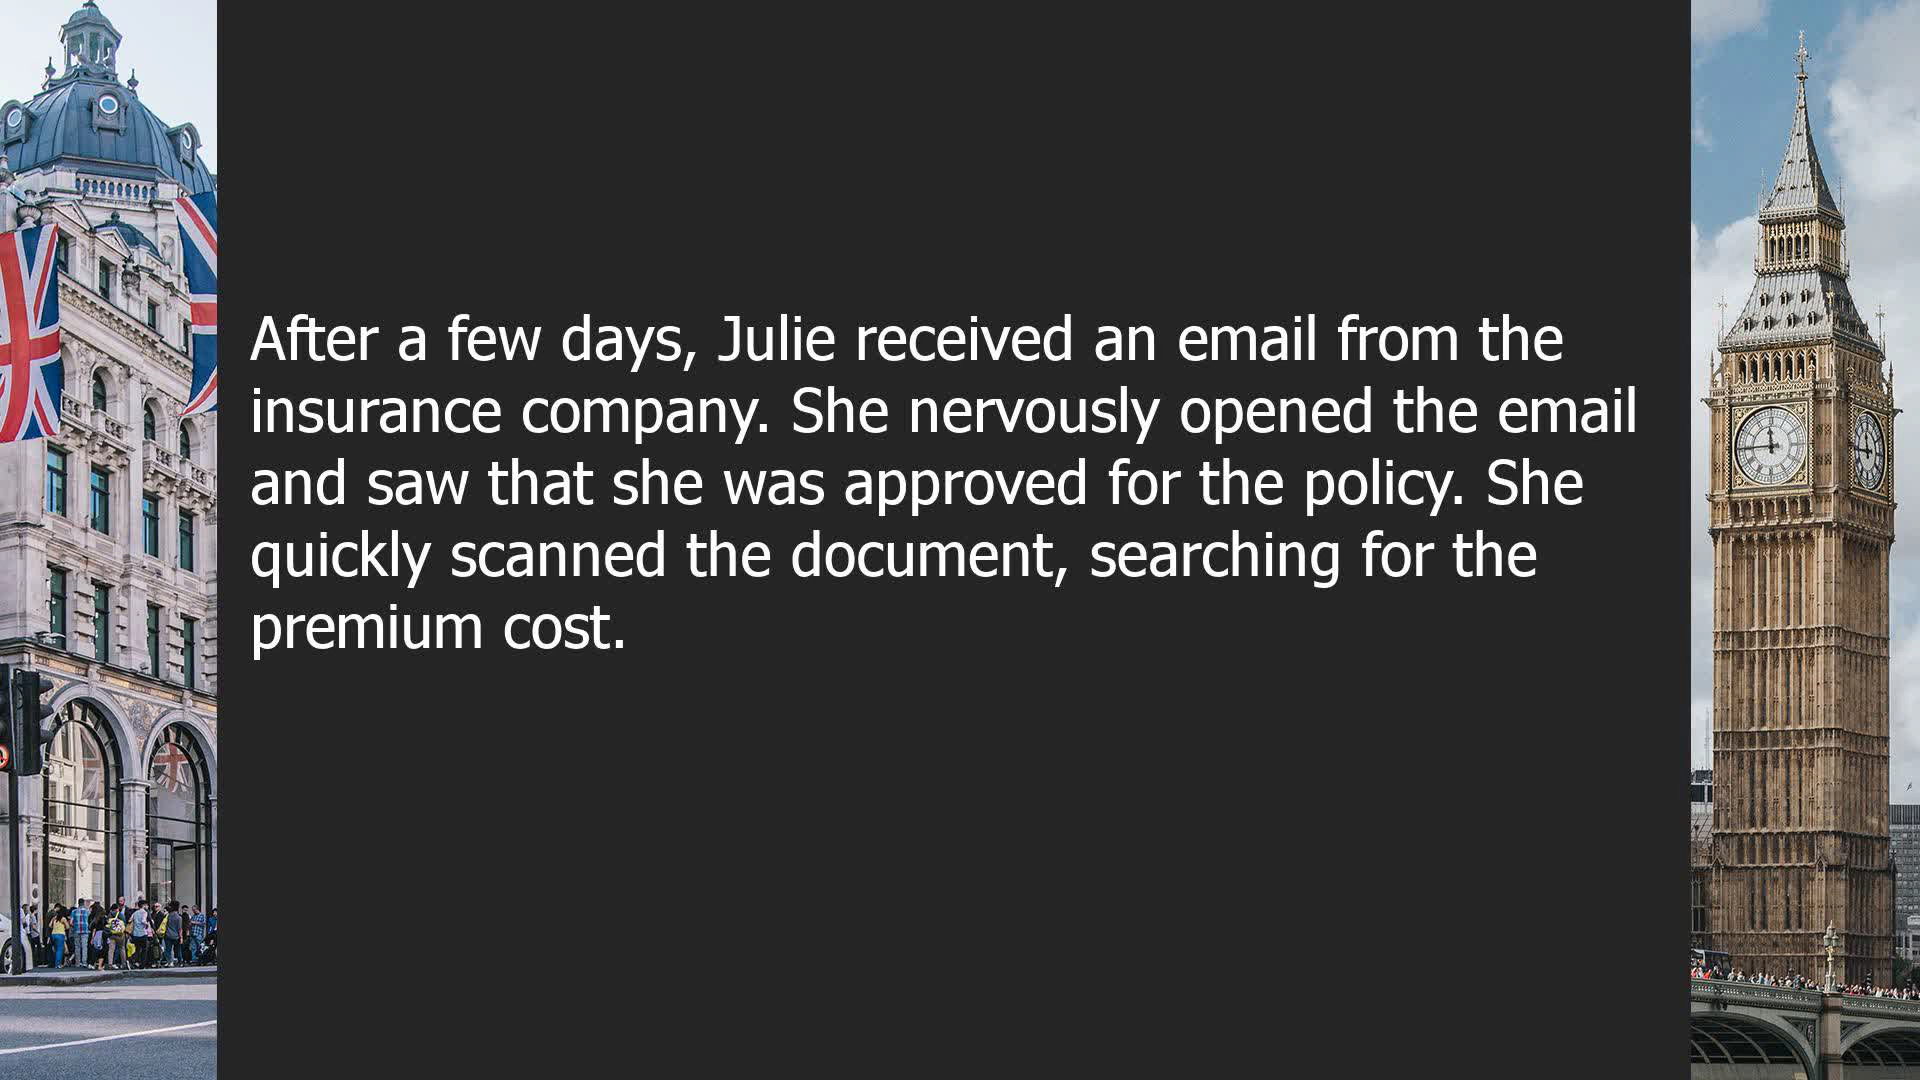 After a few days, Julie received an email from the
insurance company. She nervously opened the email
and saw that she was approved for the policy. She
quickly scanned the document, searching for the
premium cost.